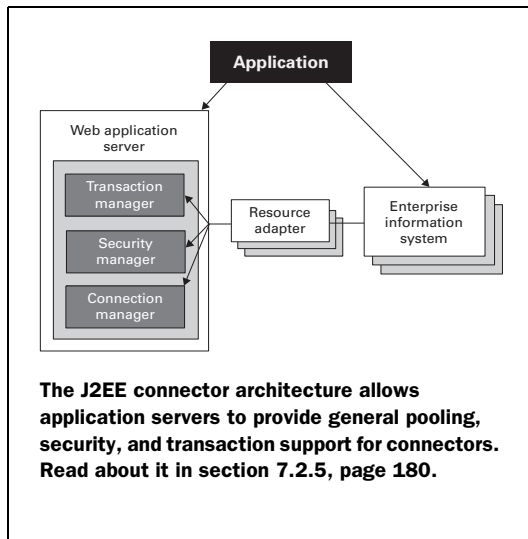 Application
Web application
server
Transaction
manager
Security
manager
Connection
manager
Resource
adapter
Enterprise
information
system
The J2EE connector architecture allows
application servers to provide general pooling,
security, and transaction support for connectors.
Read about it in section 7.2.5, page 180.